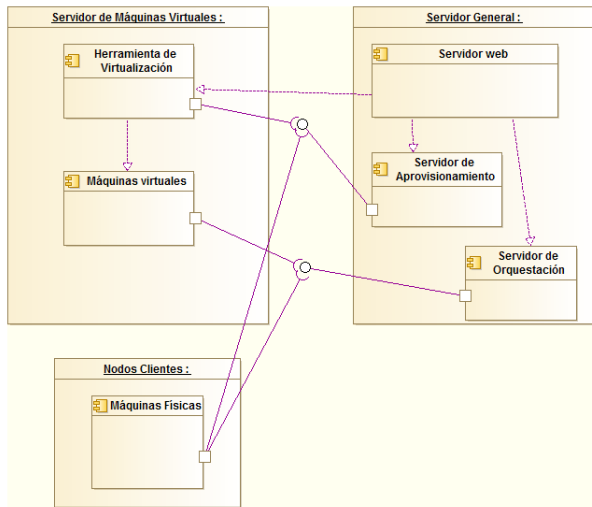 Servidor de Máquinas Virtuales :
Herramienta de
Virtualización
Máquinas virtuales
Servidor General :
Servidor web
Servidor de
Aprovisionamiento
Servidor de
Orquestación
Nodos Clientes :
Máquinas Físicas